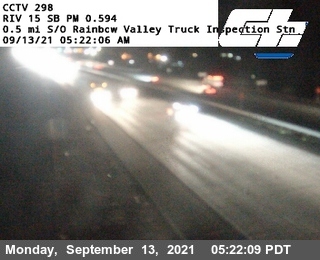 CCTV 298
RIV 15 SB PM 0.594
0.5 mi S/O Rainbow Valley Truck Inspection Stn
09/13/21 05:22:06 AM
Monday, September 13, 2021 05:22:09 PDT